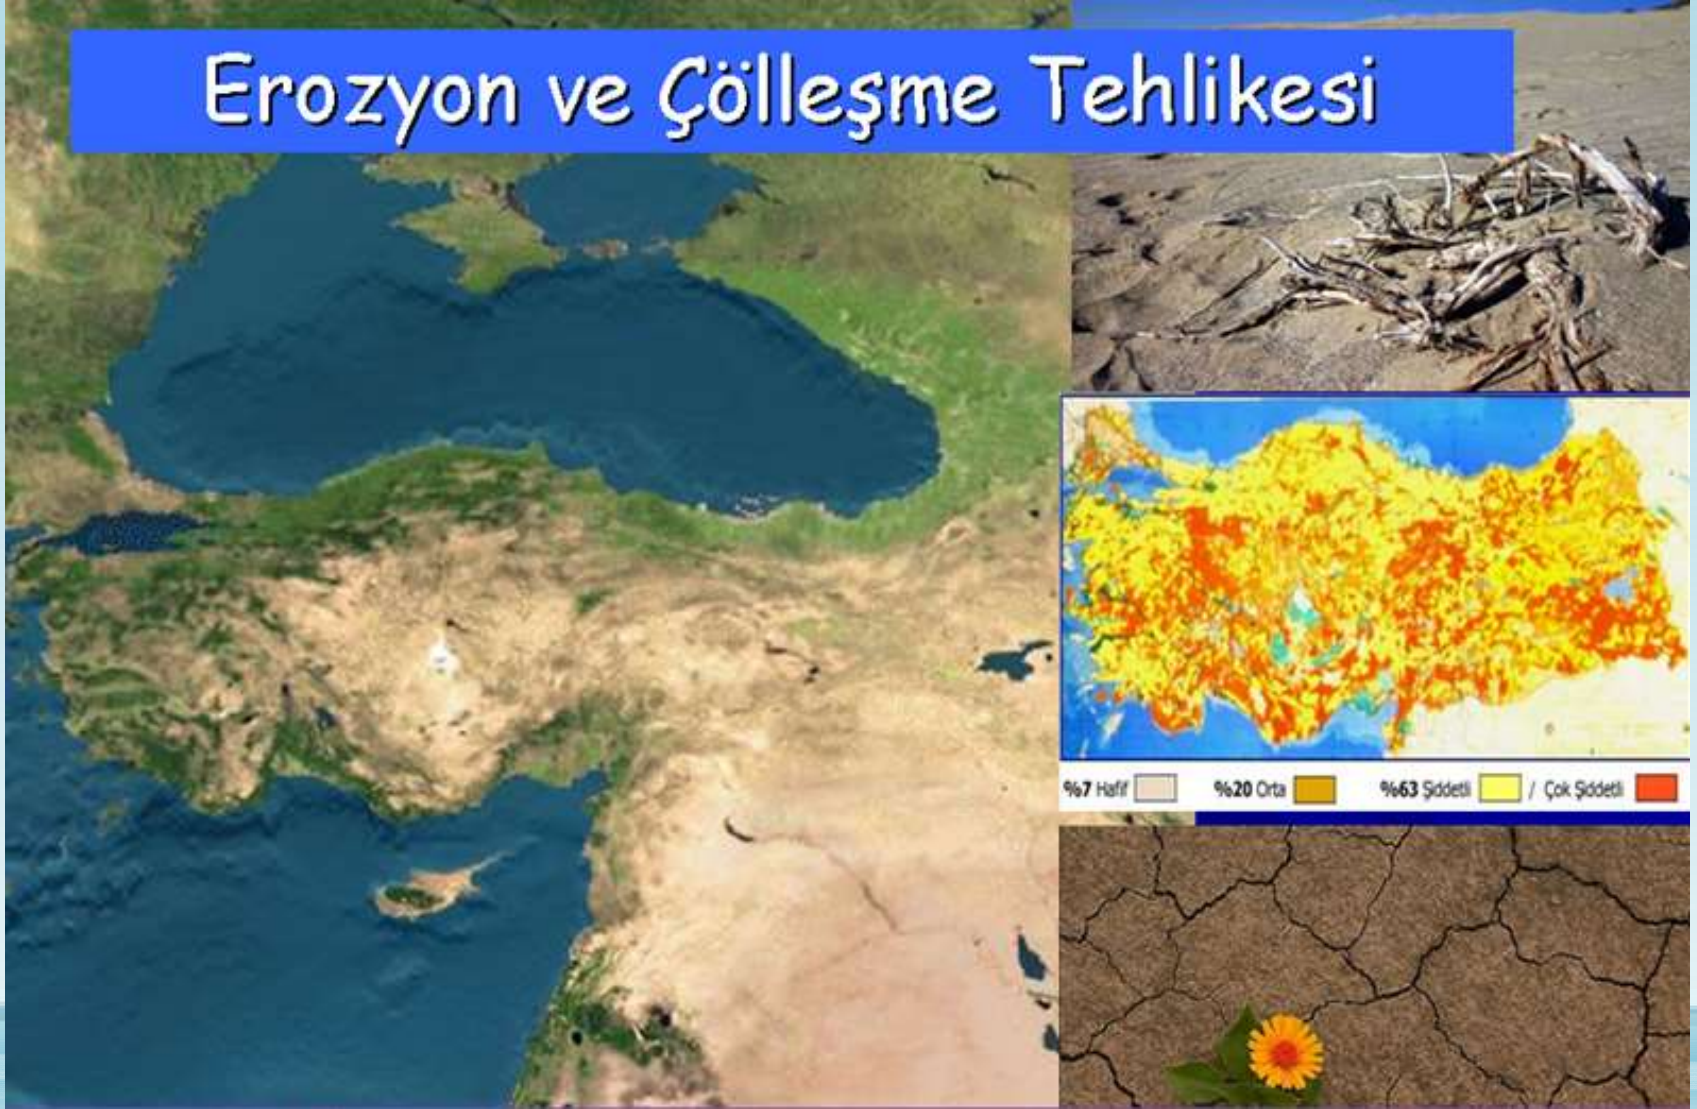 Erozyon ve Çölleşme Tehlikesi
%7 Hafif %20 Orta %63 Şiddetli / Çok Şiddetli